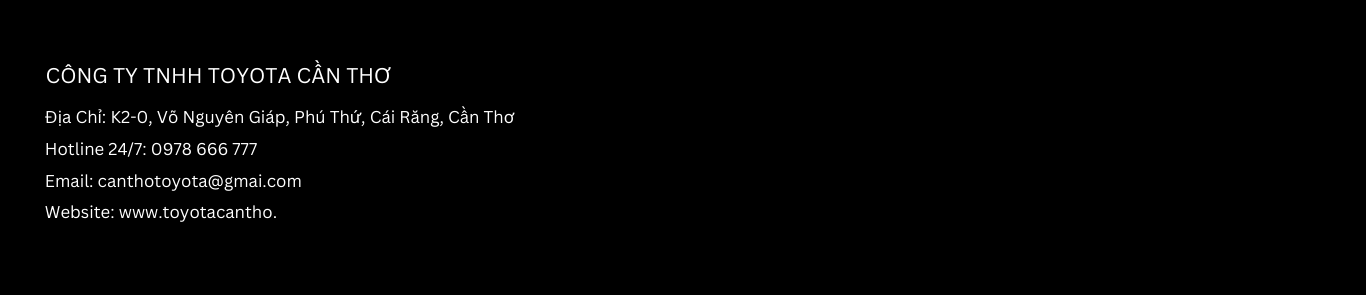 CÔNG TY TNHH TOYOTA CẦN THƠ
Địa Chỉ: K2-0, Võ Nguyên Giáp, Phú Thứ, Cái Răng, Cần Thơ
Hotline 24/7: 0978 666 777
Email: canthotoyota@gmai.com
Website: www.toyotacantho.